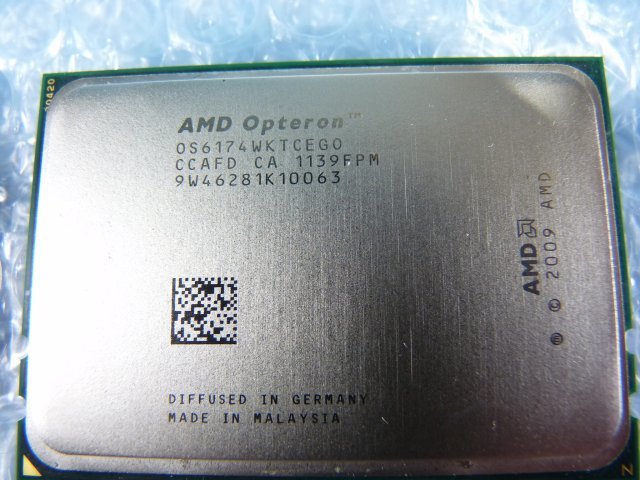 AMD Opteron™
OS6174WKTCEGO
CCAFD CA 1139FPM
9W46281K10063
AMD
® © 2009 AMD
DIFFUSED IN GERMANY
MADE IN MALAYSIA
Z